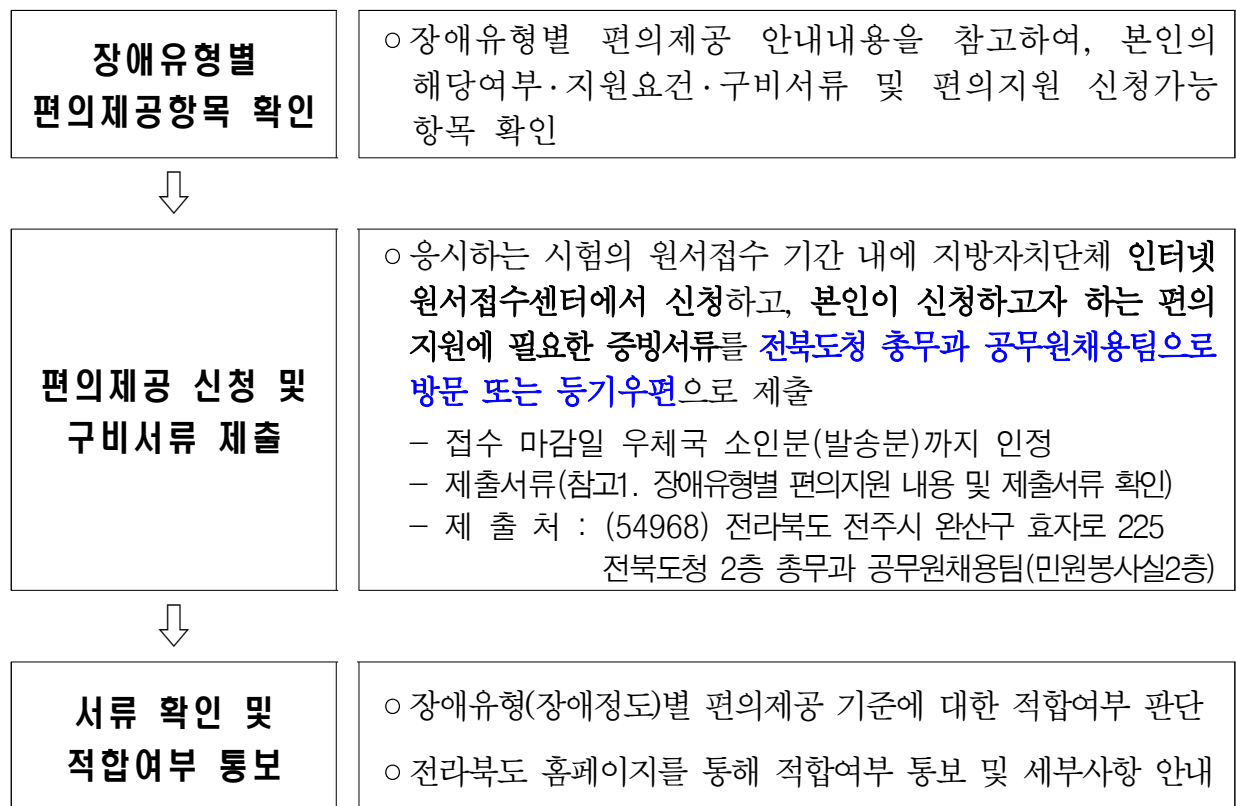 장애유형별
편의제공항목 확인
○ 장애유형별 편의제공 안내내용을 참고하여, 본인의
해당여부·지원요건·구비서류 및 편의지원 신청가능
항목 확인
⇩
편의제공 신청 및
구비서류 제출
○ 응시하는 시험의 원서접수 기간 내에 지방자치단체 인터넷
원서접수센터에서 신청하고, 본인이 신청하고자 하는 편의
지원에 필요한 증빙서류를 전북도청 총무과 공무원채용팀으로
방문 또는 등기우편으로 제출
- 접수 마감일 우체국 소인분(발송분)까지 인정
- 제출서류(참고1. 장애유형별 편의지원 내용 및 제출서류 확인)
- 제 출 처 : (54968) 전라북도 전주시 완산구 효자로 225
전북도청 2층 총무과 공무원채용팀(민원봉사실2층)
⇩
서류 확인 및
적합여부 통보
○ 장애유형(장애정도)별 편의제공 기준에 대한 적합여부 판단
○ 전라북도 홈페이지를 통해 적합여부 통보 및 세부사항 안내